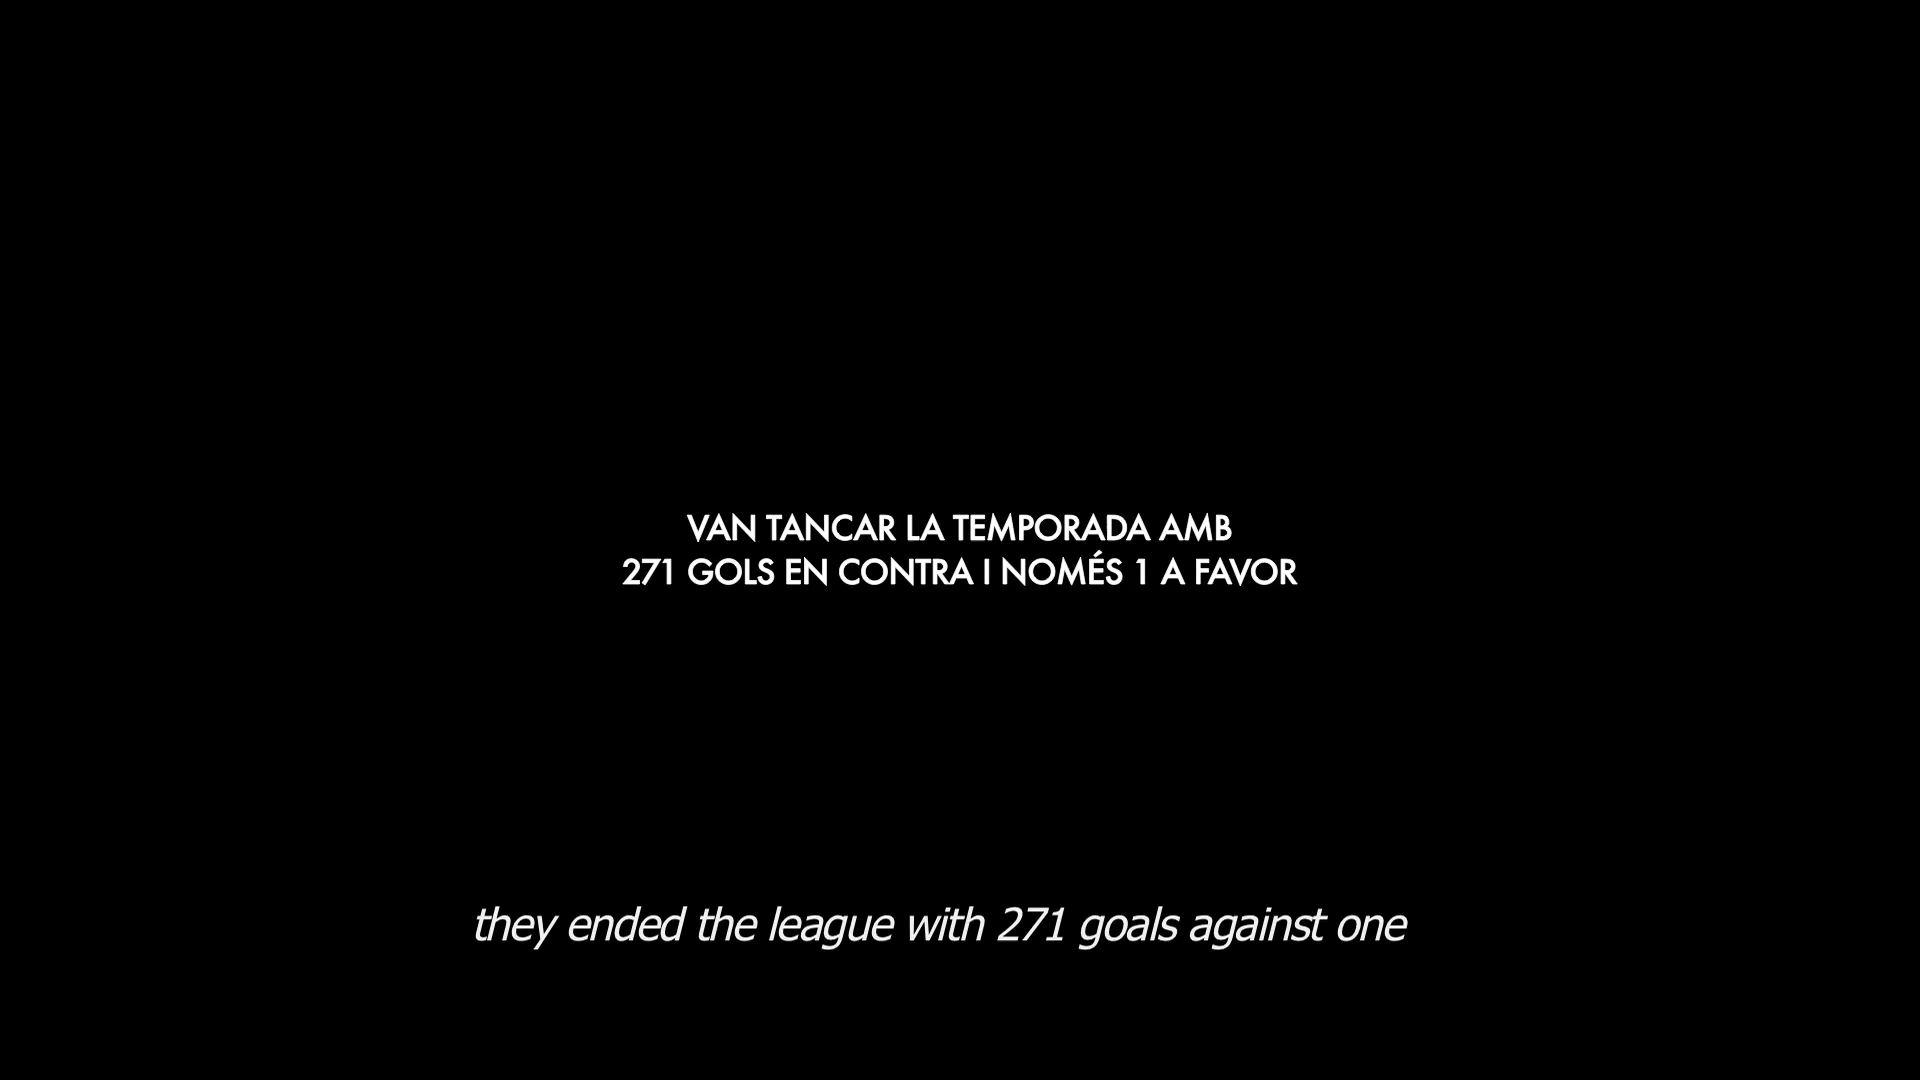 VAN TANCAR LA TEMPORADA AMB
271 GOLS EN CONTRA I NOMÉS 1 A FAVOR
they ended the league with 271 goals against one